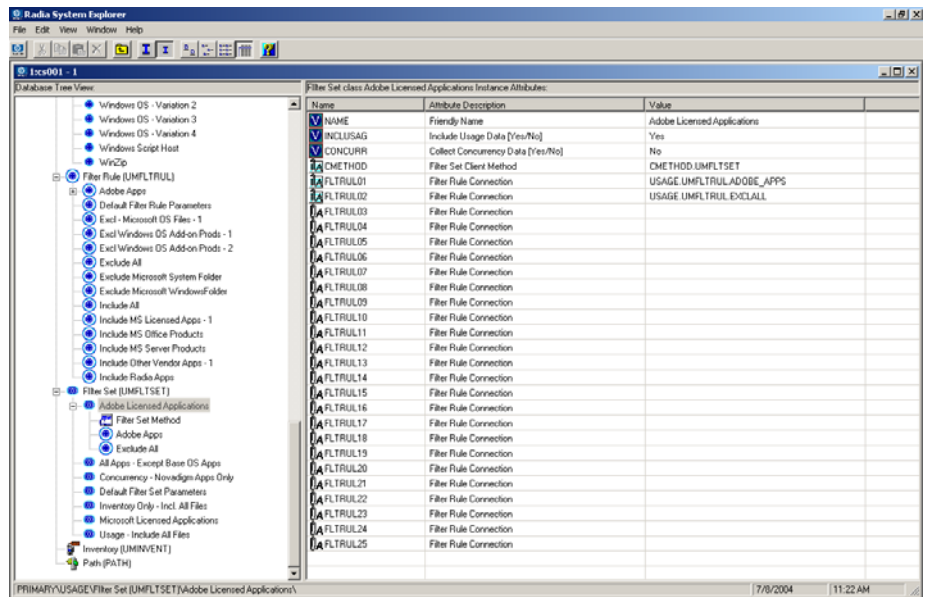 Radia System Explorer
File Edit View Window Help
1:cs001 - 1
Database Tree View:
Filter Set class Adobe Licensed Applications Instance Attributes:
Windows OS - Variation 2
Windows OS - Variation 3
Windows OS - Variation 4
Windows Script Host
WinZip
Filter Rule (UMFLTRUL)
Adobe Apps
Default Filter Rule Parameters
Excl - Microsoft OS Files - 1
Excl Windows OS Add-on Prods - 1
Excl Windows OS Add-on Prods - 2
Exclude All
Exclude Microsoft System Folder
Exclude Microsoft WindowsFolder
Include All
Include MS Licensed Apps - 1
Include MS Office Products
Include MS Server Products
Include Other Vendor Apps - 1
Include Radia Apps
Filter Set (UMFLTSET)
Adobe Licensed Applications
Filter Set Method
Adobe Apps
Exclude All
All Apps - Except Base OS Apps
Concurrency - Novadigm Apps Only
Default Filter Set Parameters
Inventory Only - Incl. All Files
Microsoft Licensed Applications
Usage - Include All Files
Inventory (UMINVENT)
Path (PATH)
Name Attribute Description Value
NAME Friendly Name Adobe Licensed Applications
INCLUSAG Include Usage Data [Yes/No] Yes
CONCURR Collect Concurrency Data [Yes/No] No
CMETHOD Filter Set Client Method CMETHOD.UMFLTSET
FLTRUL01 Filter Rule Connection USAGE.UMFLTRUL.ADOBE_APPS
FLTRUL02 Filter Rule Connection USAGE.UMFLTRUL.EXCLALL
FLTRUL03 Filter Rule Connection
FLTRUL04 Filter Rule Connection
FLTRUL05 Filter Rule Connection
FLTRUL06 Filter Rule Connection
FLTRUL07 Filter Rule Connection
FLTRUL08 Filter Rule Connection
FLTRUL09 Filter Rule Connection
FLTRUL10 Filter Rule Connection
FLTRUL11 Filter Rule Connection
FLTRUL12 Filter Rule Connection
FLTRUL13 Filter Rule Connection
FLTRUL14 Filter Rule Connection
FLTRUL15 Filter Rule Connection
FLTRUL16 Filter Rule Connection
FLTRUL17 Filter Rule Connection
FLTRUL18 Filter Rule Connection
FLTRUL19 Filter Rule Connection
FLTRUL20 Filter Rule Connection
FLTRUL21 Filter Rule Connection
FLTRUL22 Filter Rule Connection
FLTRUL23 Filter Rule Connection
FLTRUL24 Filter Rule Connection
FLTRUL25 Filter Rule Connection
PRIMARY\USAGE\Filter Set (UMFLTSET)\Adobe Licensed Applications\ 7/8/2004 11:22 AM